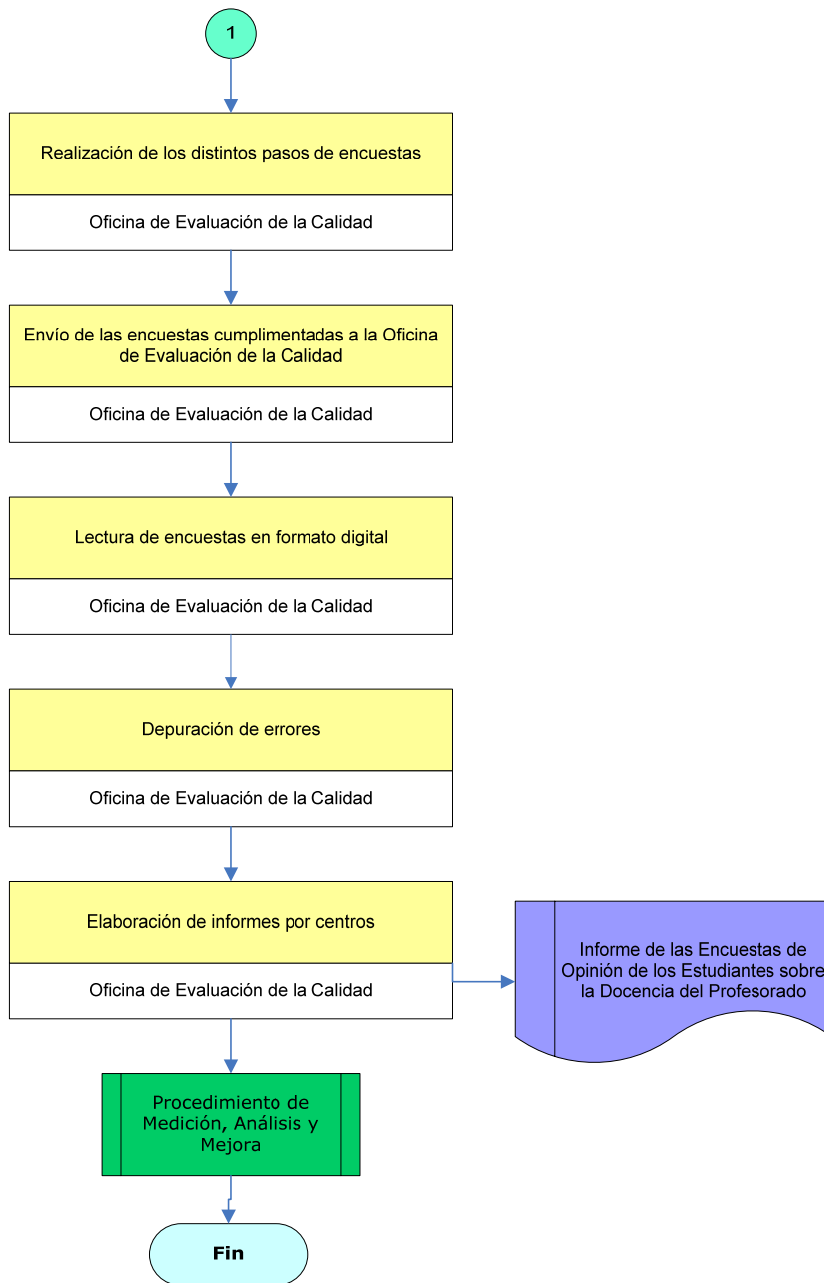 1
Realización de los distintos pasos de encuestas
Oficina de Evaluación de la Calidad
Envío de las encuestas cumplimentadas a la Oficina
de Evaluación de la Calidad
Oficina de Evaluación de la Calidad
Lectura de encuestas en formato digital
Oficina de Evaluación de la Calidad
Depuración de errores
Oficina de Evaluación de la Calidad
Elaboración de informes por centros
Oficina de Evaluación de la Calidad
Informe de las Encuestas de
Opinión de los Estudiantes sobre
la Docencia del Profesorado
Procedimiento de
Medición, Análisis y
Mejora
Fin